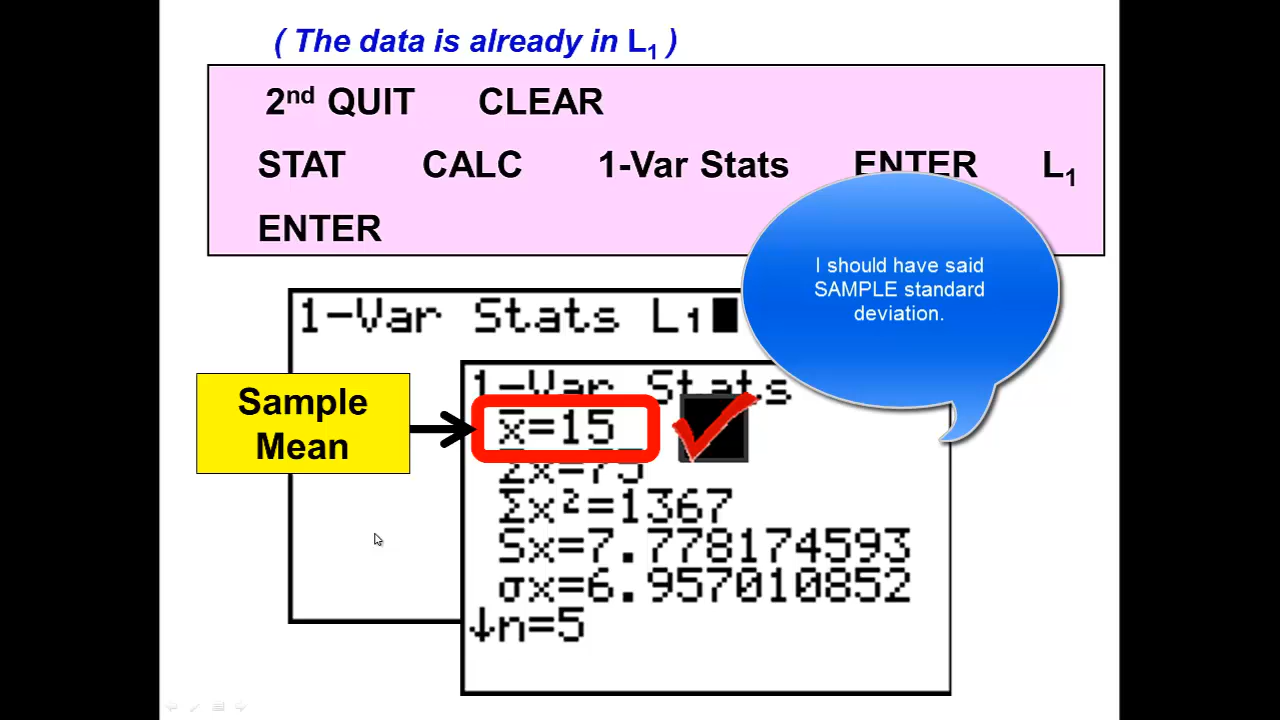 ( The data is already in L₁ )
2ⁿᵈ QUIT CLEAR
STAT CALC 1-Var Stats ENTER L₁
ENTER
I should have said
SAMPLE standard
deviation.
1-Var Stats L₁
1-Var Stats
Sample
Mean
x̄=15
Σx=75
Σx²=1367
Sx=7.778174593
σx=6.957010852
↓n=5